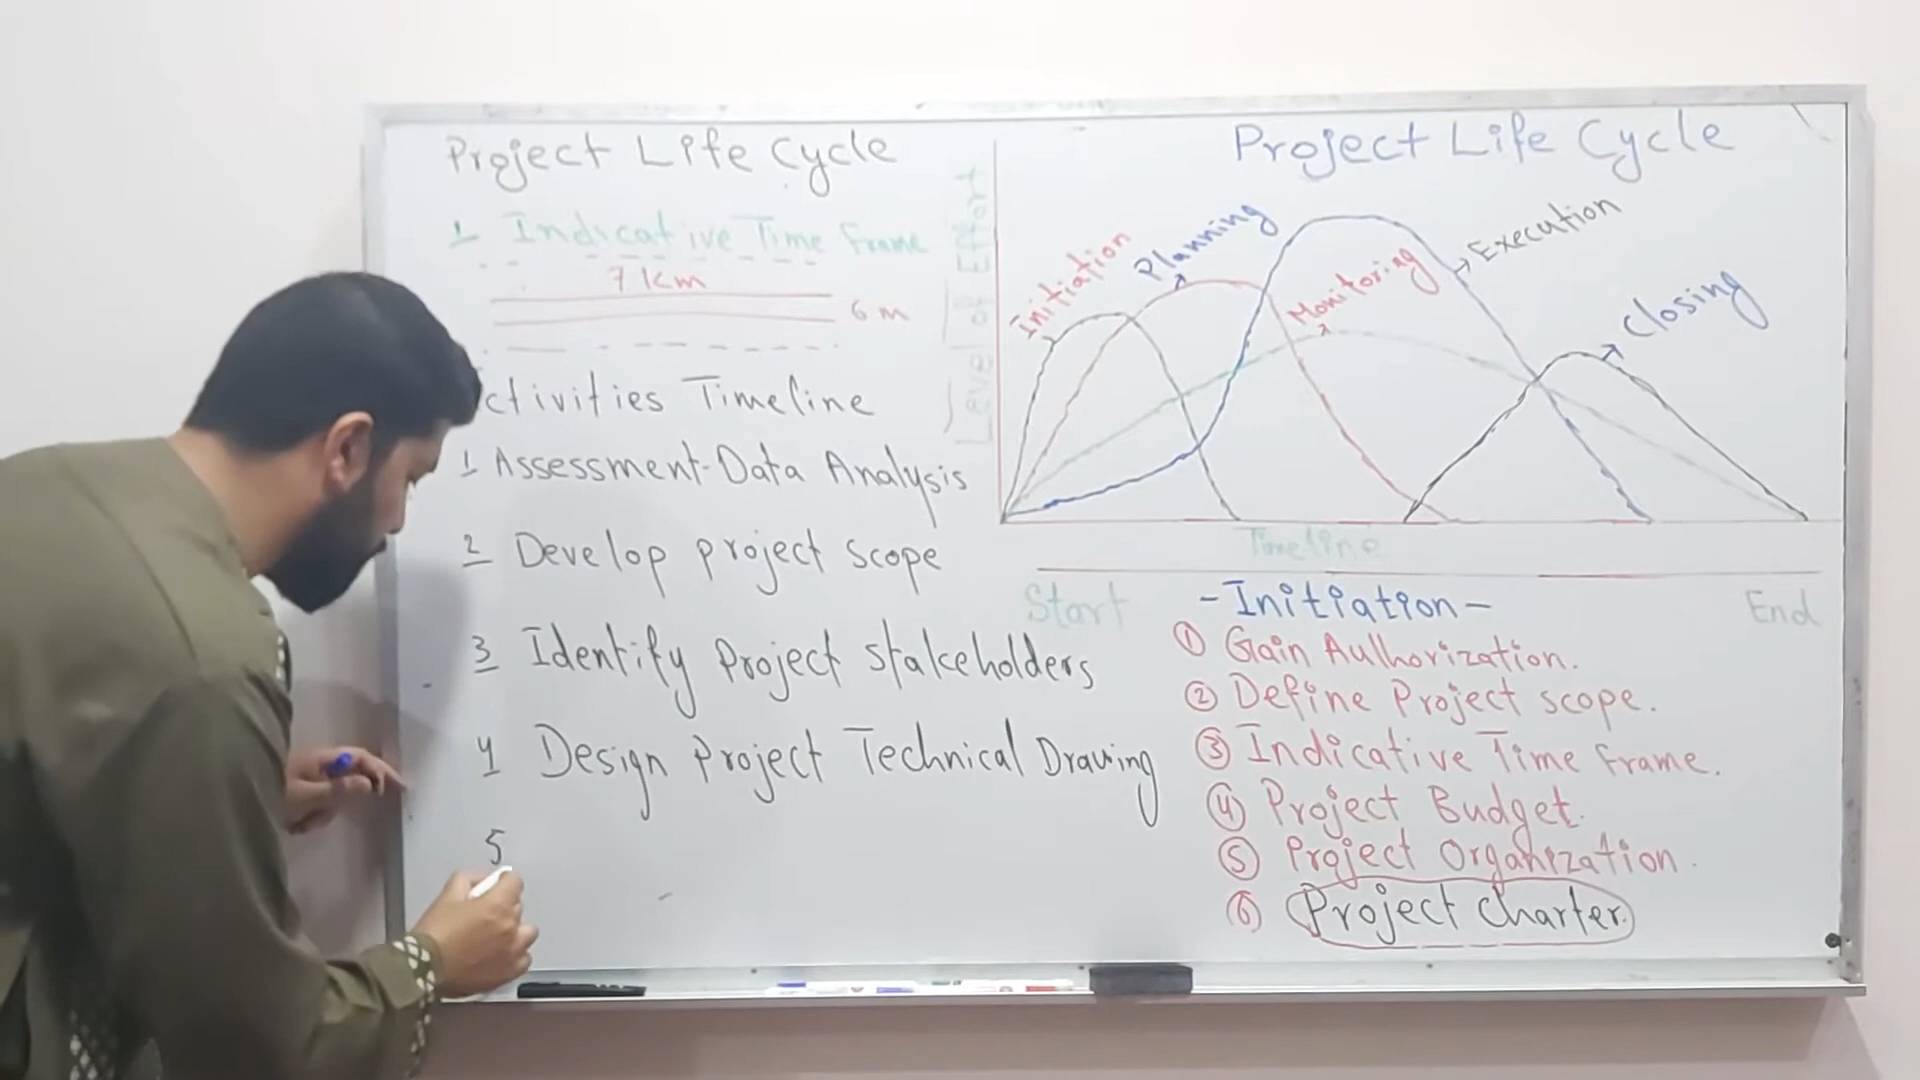 Project Life Cycle
1 Indicative Time Frame
7 Km
6 m
ctivities Timeline
1 Assessment-Data Analysis
2 Develop project scope
3 Identify Project stakeholders
4 Design Project Technical Drawing
5
Project Life Cycle
Level of Effort
Initiation
Planning
Monitoring
Execution
Closing
Timeline
Start
End
- Initiation -
① Gain Authorization.
② Define Project scope.
③ Indicative Time Frame.
④ Project Budget.
⑤ Project Organization.
⑥ Project charter.